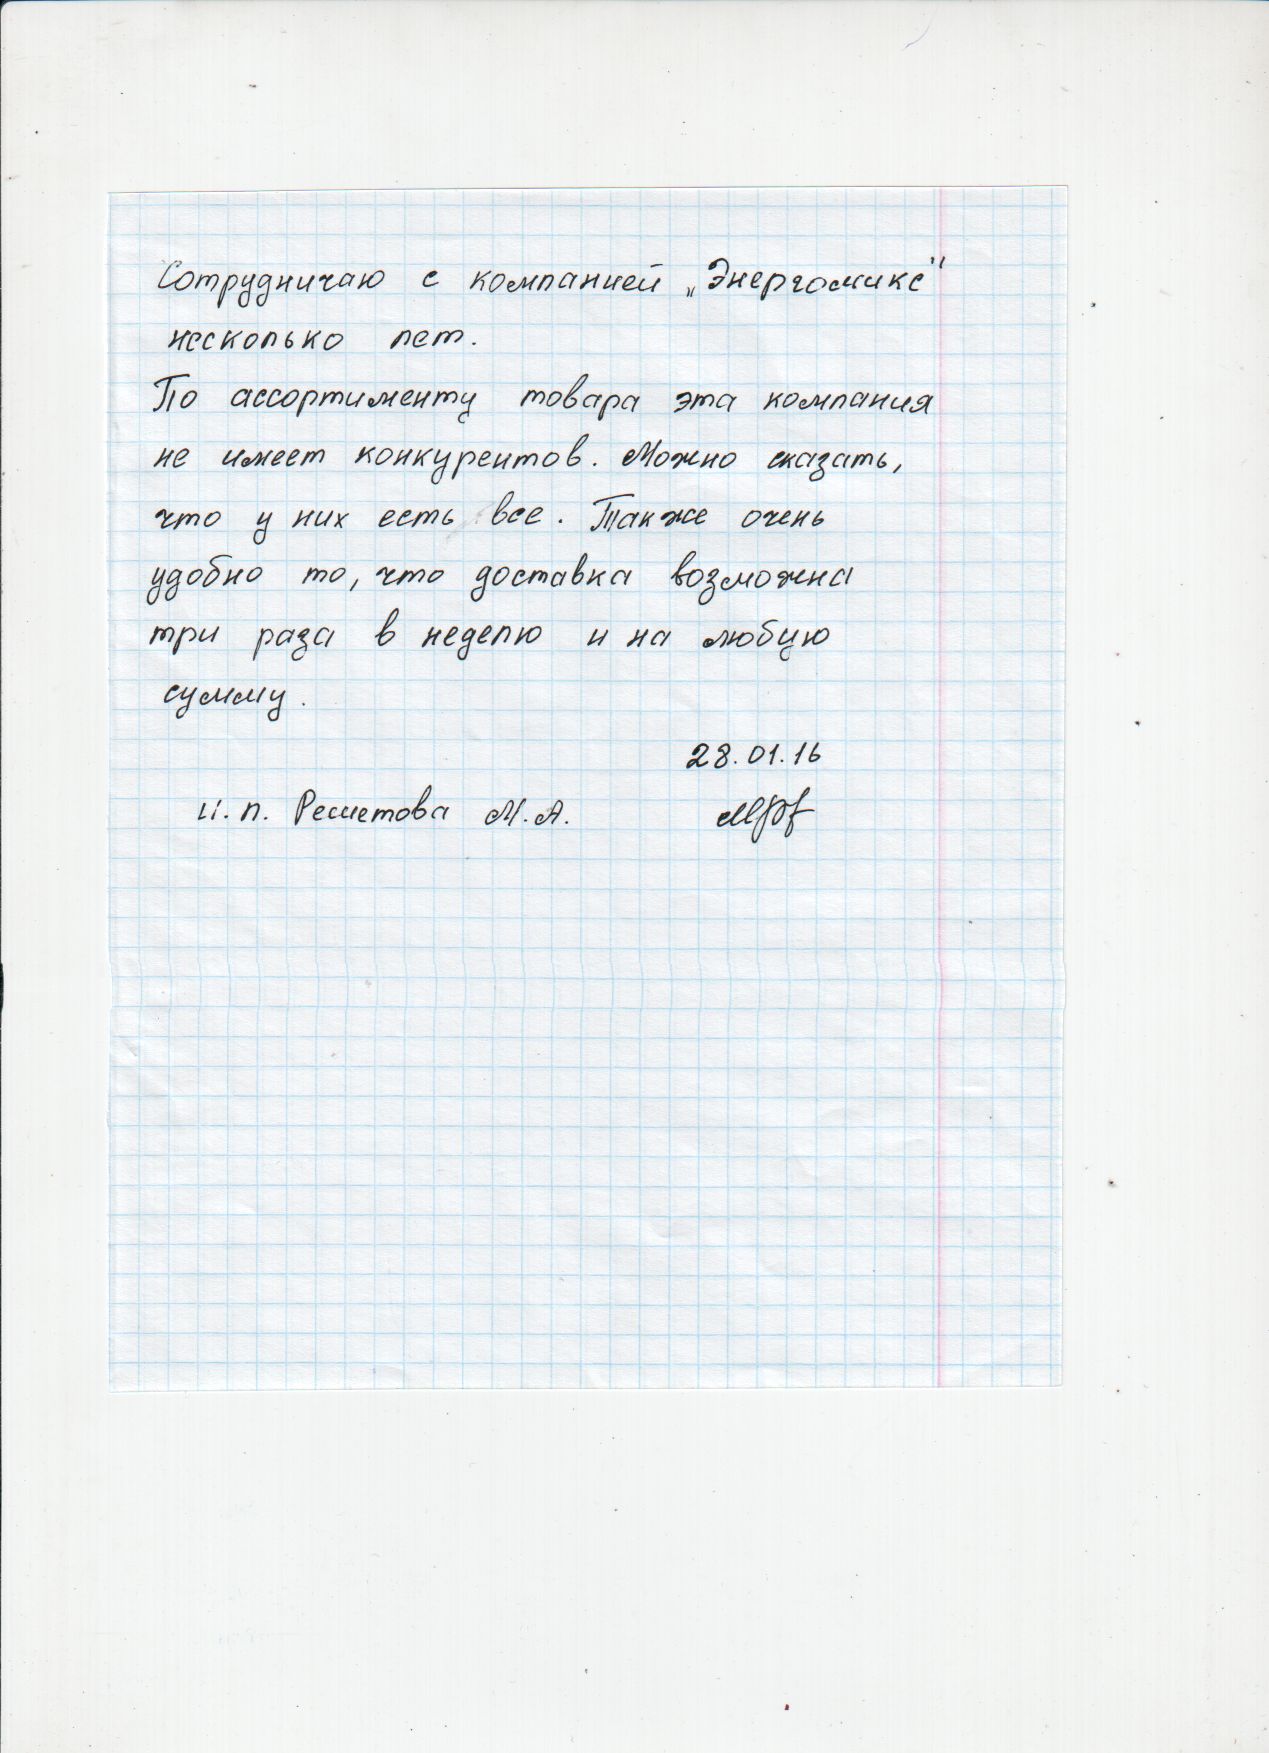 Сотрудничаю с компанией „Энергомикс"
несколько лет.
По ассортименту товара эта компания
не имеет конкурентов. Можно сказать,
что у них есть все. Также очень
удобно то, что доставка возможна
три раза в неделю и на любую
сумму.
28.01.16
И.п. Решетова М.А.